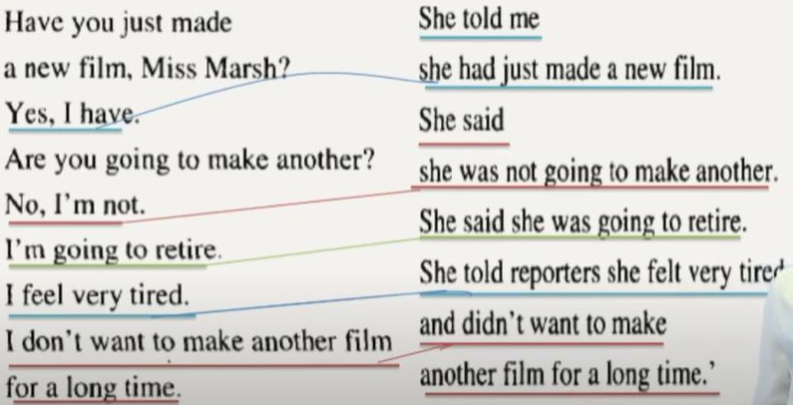 Have you just made
a new film, Miss Marsh?
Yes, I have.
Are you going to make another?
No, I'm not.
I'm going to retire.
I feel very tired.
I don't want to make another film
for a long time.
She told me
she had just made a new film.
She said
she was not going to make another.
She said she was going to retire.
She told reporters she felt very tired
and didn't want to make
another film for a long time.'